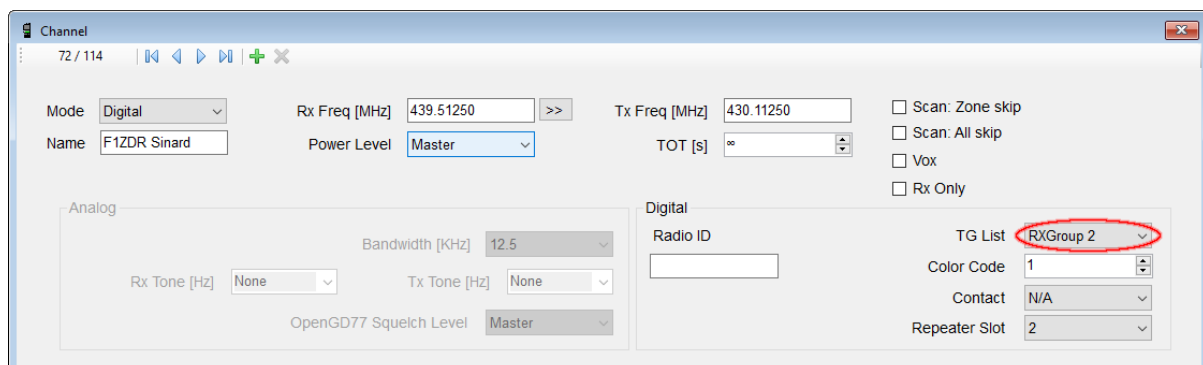 Channel
72 / 114
Mode Digital Rx Freq [MHz] 439.51250 >> Tx Freq [MHz] 430.11250 Scan: Zone skip
Name F1ZDR Sinard Power Level Master TOT [s] ∞ Scan: All skip
Vox
Rx Only
Analog
Bandwidth [KHz] 12.5
Rx Tone [Hz] None Tx Tone [Hz] None
OpenGD77 Squelch Level Master
Digital
Radio ID TG List RXGroup 2
Color Code 1
Contact N/A
Repeater Slot 2